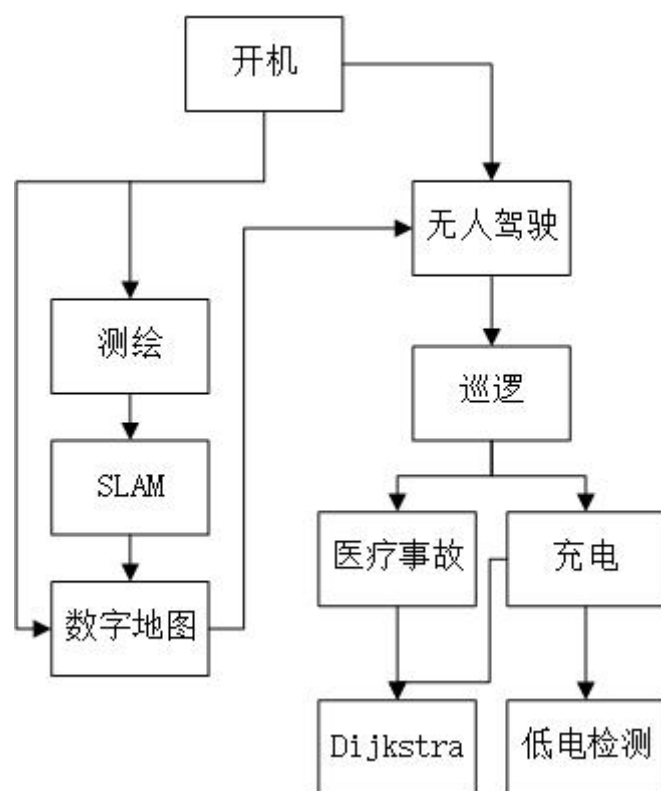 开机
无人驾驶
测绘
巡逻
SLAM
医疗事故
充电
数字地图
Dijkstra
低电检测